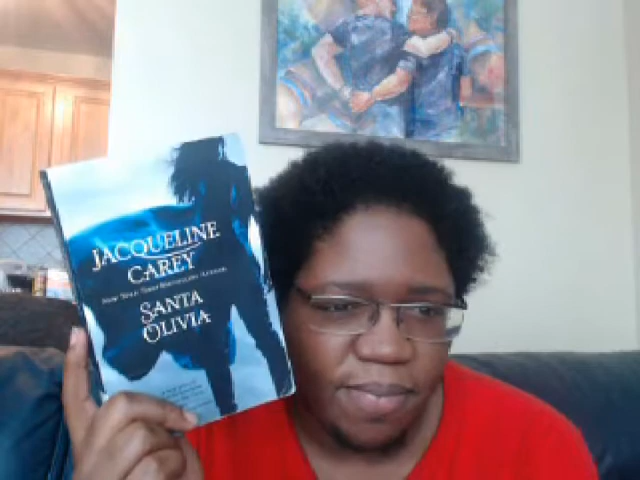 JACQUELINE
CAREY
NEW YORK TIMES BESTSELLING AUTHOR
SANTA
OLIVIA